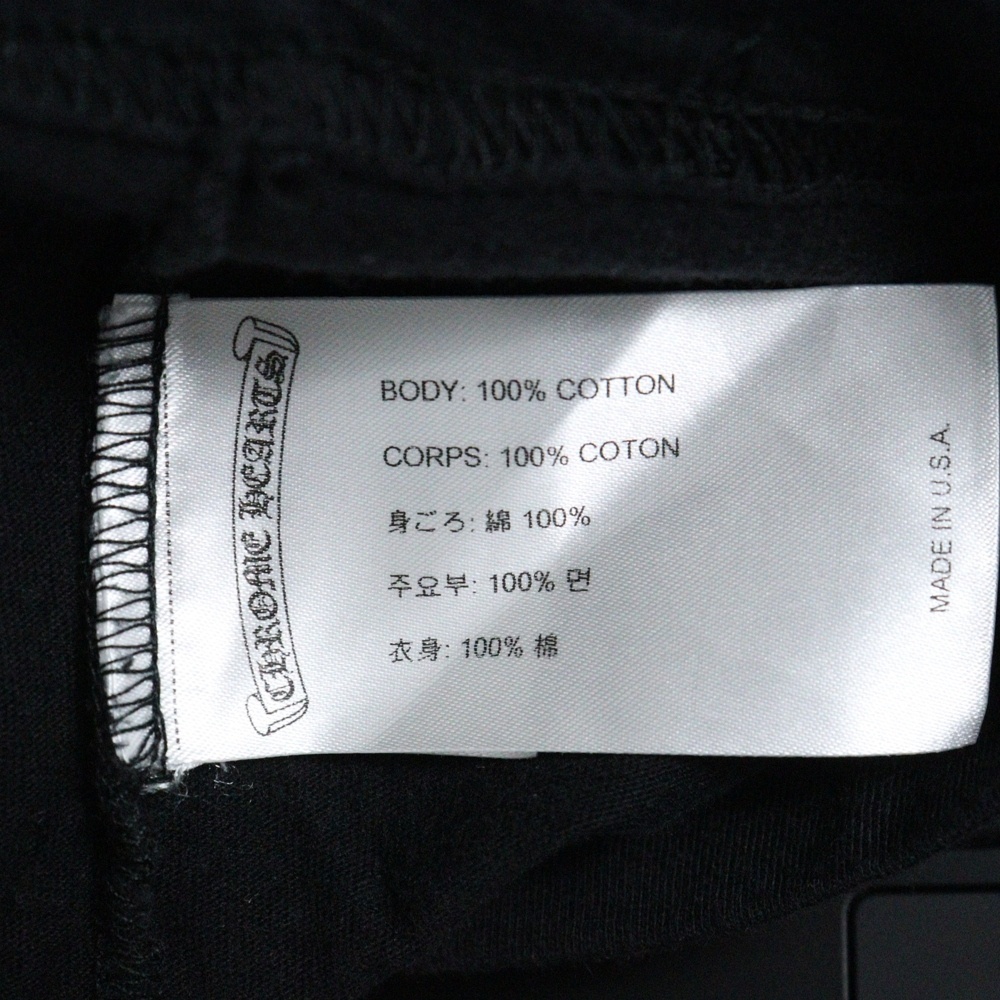 CHROME HEARTS
BODY: 100% COTTON
CORPS: 100% COTON
身ごろ: 綿 100%
주요부: 100% 면
衣身: 100% 棉
MADE IN U.S.A.